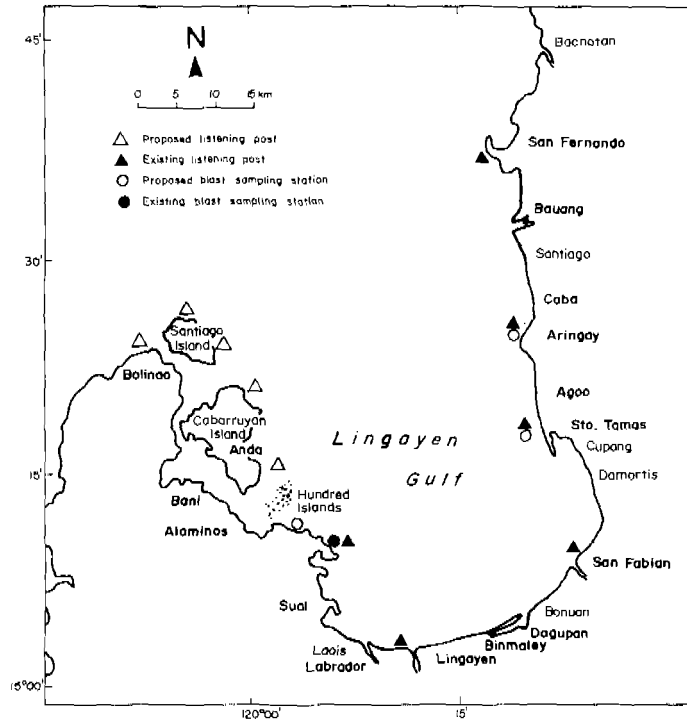 45'
N
Bacnotan
0 5 10 15 km
Proposed listening post
Existing listening post
Proposed blast sampling station
Existing blast sampling station
San Fernando
Bauang
30'
Santiago
Caba
Santiago
Island
Aringay
Bolinao
Agoo
Cabarruyan
Island
Anda
Sto. Tamas
Cupang
Lingayen
Gulf
15'
Damortis
Hundred
Islands
Bani
Alaminos
San Fabian
Sual
Bonuan
Dagupan
Binmaley
Laois
Labrador
Lingayen
15°00'
120°00'
15'